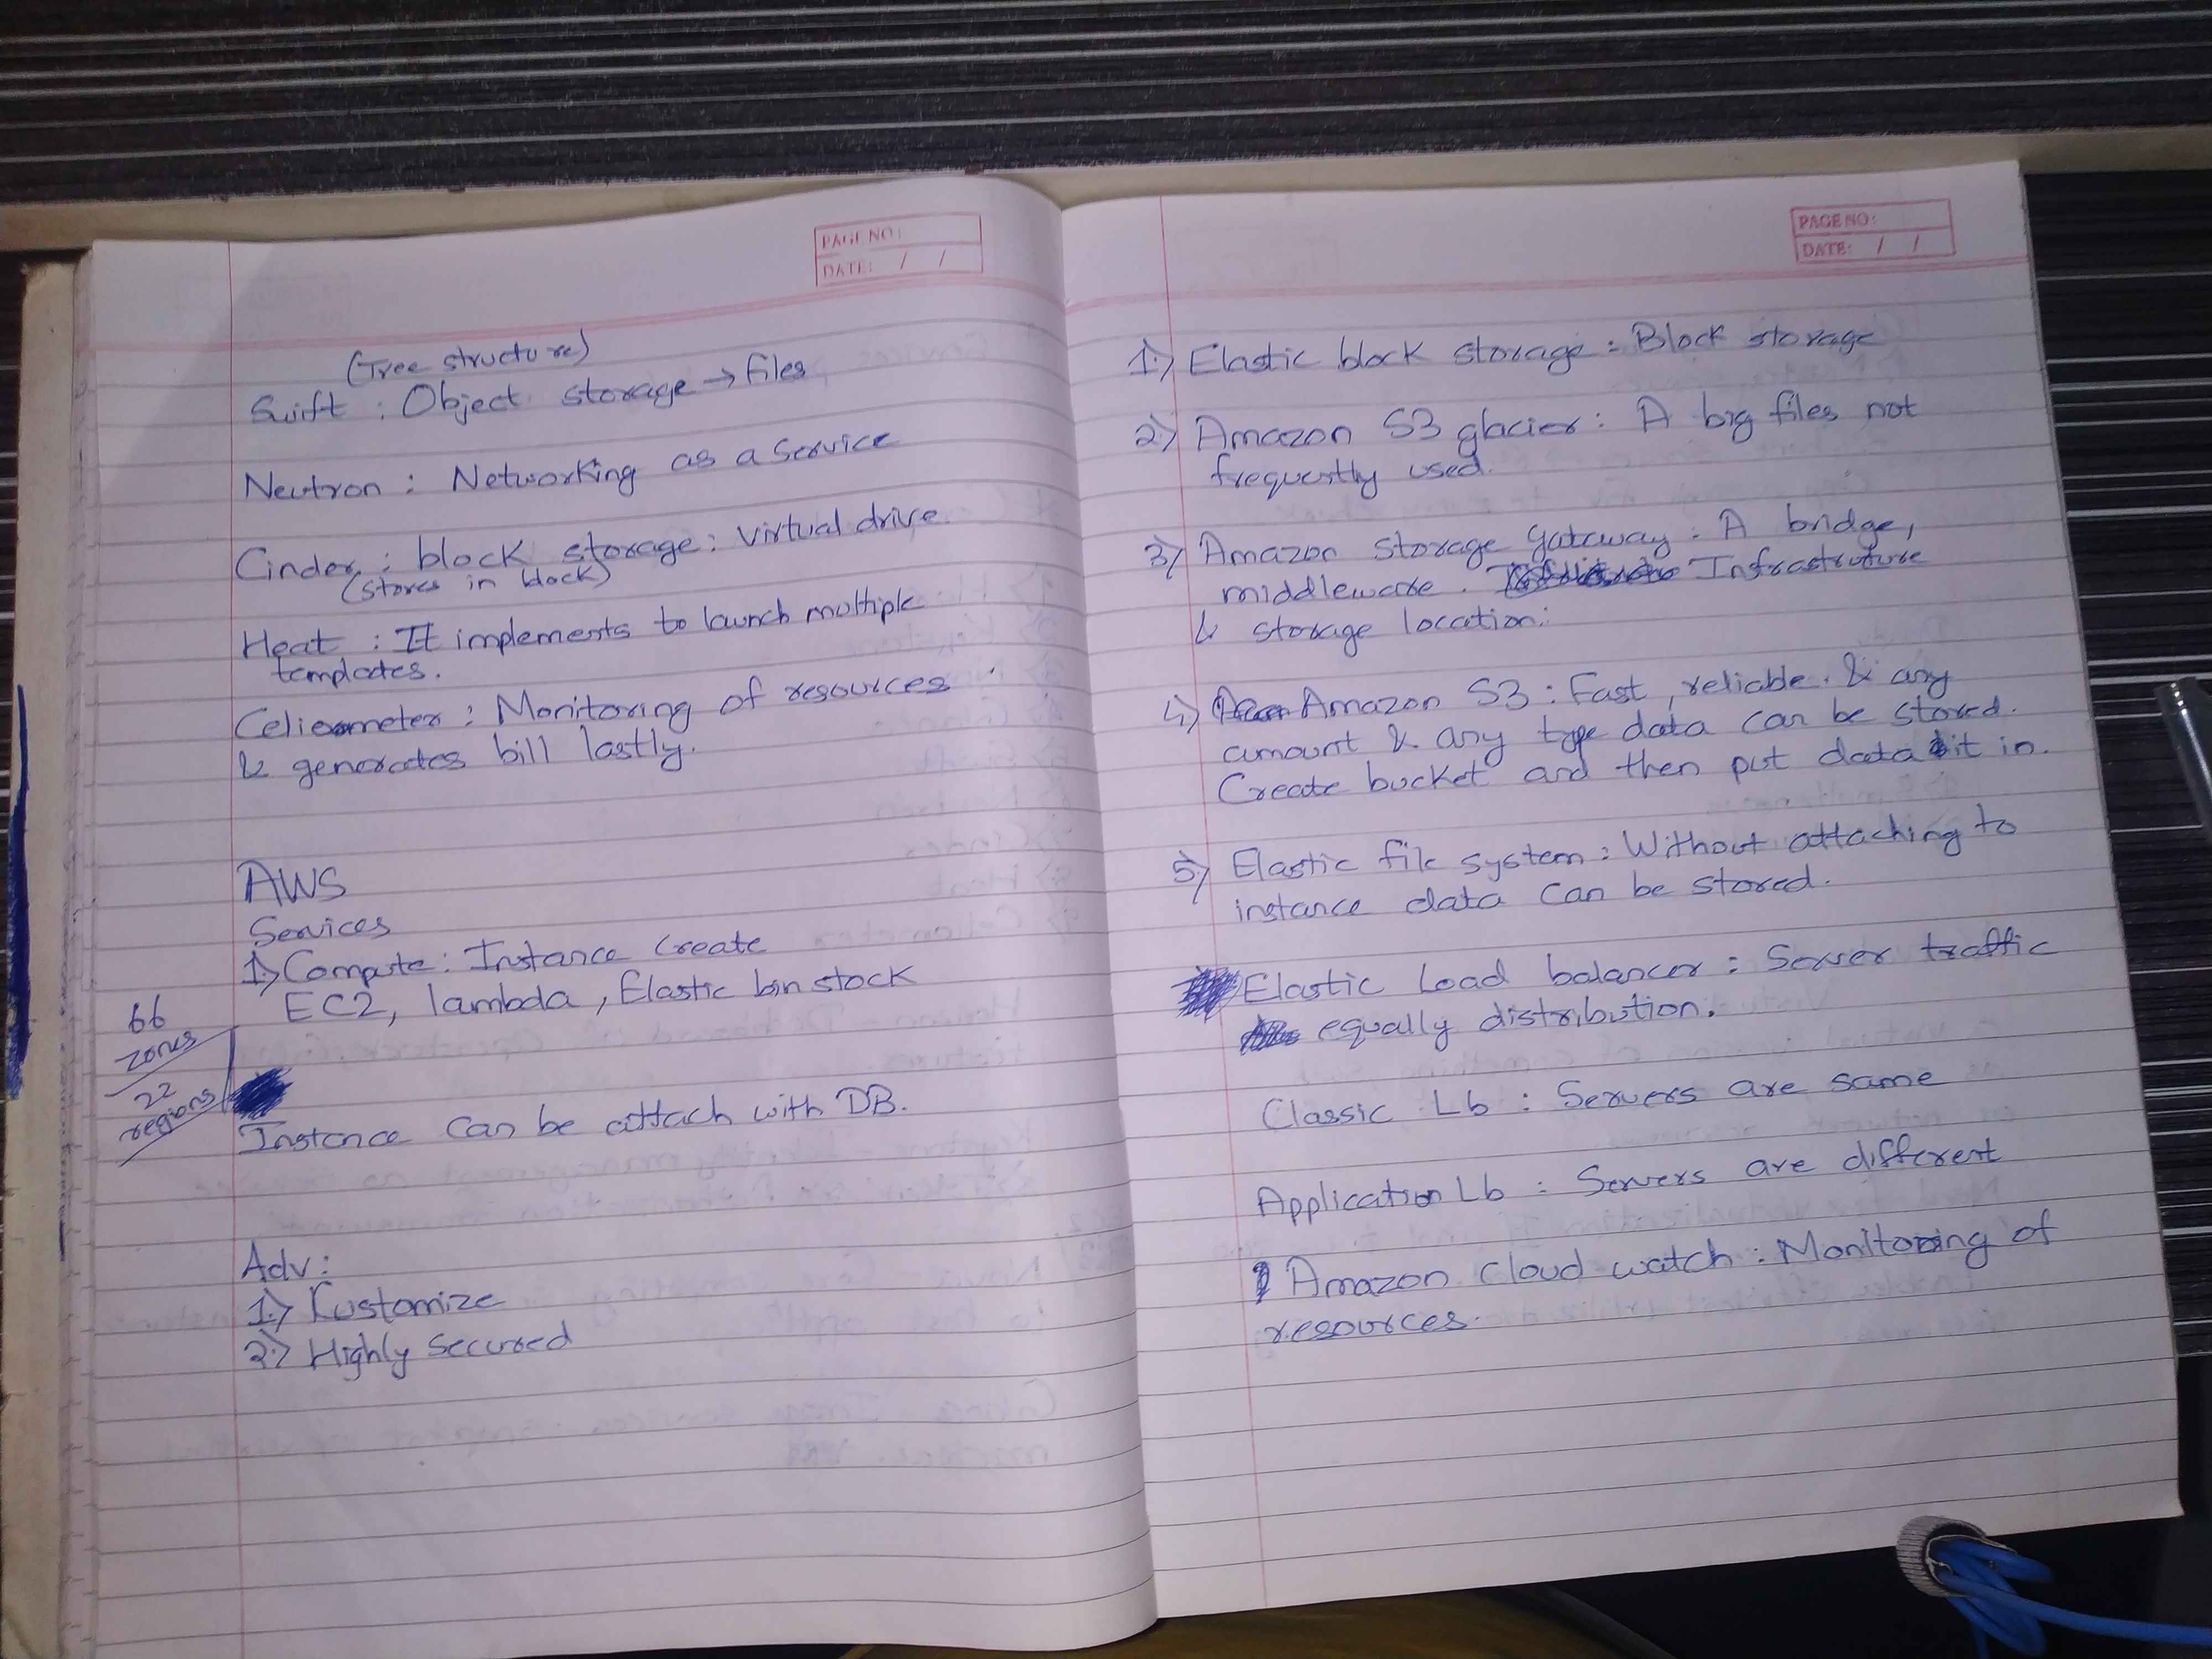 PAGE NO:
DATE: / /
(Tree structure)
Swift : Object storage → files
Neutron : Networking as a Service
Cinder : block storage : Virtual drive.
(stores in block)
Heat : It implements to launch multiple
templates.
Celieometer : Monitoring of resources
& generates bill lastly.
AWS
Services
1) Compute : Instance Create
EC2, lambda, Elastic bin stock
66
zones
22
regions
Instance can be attach with DB.
Adv:
1) Kustomize
2) Highly Secured
PAGE NO:
DATE: / /
1) Elastic block storage : Block storage
2) Amazon S3 glacier : A big files not
frequently used.
3) Amazon Storage Gateway : A bridge,
middleware. Infrastruture
& storage location.
4) Amazon S3 : Fast, reliable. & any
amount & any type data can be stored.
Create bucket and then put data it in.
5) Elastic file system : Without attaching to
instance data can be stored.
Elastic Load balancer : Server traffic
equally distribution.
Classic Lb : Servers are same
Application Lb : Servers are different
Amazon Cloud watch : Monitoring of
resources.